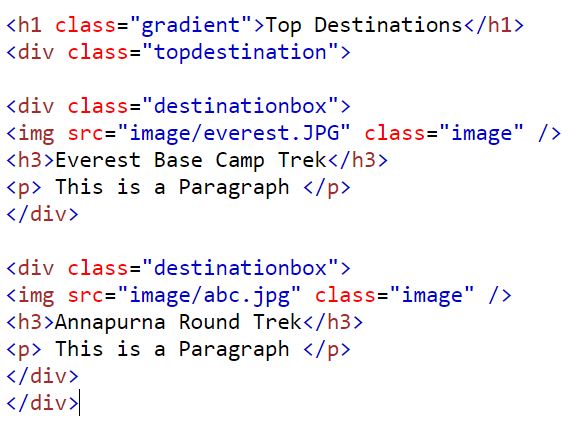 <h1 class="gradient">Top Destinations</h1>
<div class="topdestination">
<div class="destinationbox">
<img src="image/everest.JPG" class="image" />
<h3>Everest Base Camp Trek</h3>
<p> This is a Paragraph </p>
</div>
<div class="destinationbox">
<img src="image/abc.jpg" class="image" />
<h3>Annapurna Round Trek</h3>
<p> This is a Paragraph </p>
</div>
</div>